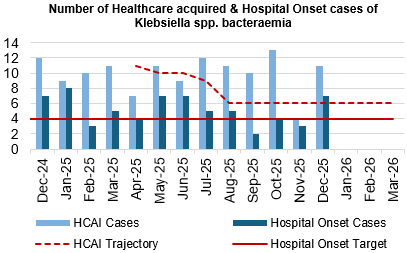 Number of Healthcare acquired & Hospital Onset cases of
Klebsiella spp. bacteraemia
14
12
10
8
6
4
2
0
Dec-24
Jan-25
Feb-25
Mar-25
Apr-25
May-25
Jun-25
Jul-25
Aug-25
Sep-25
Oct-25
Nov-25
Dec-25
Jan-26
Feb-26
Mar-26
HCAI Cases
Hospital Onset Cases
HCAI Trajectory
Hospital Onset Target